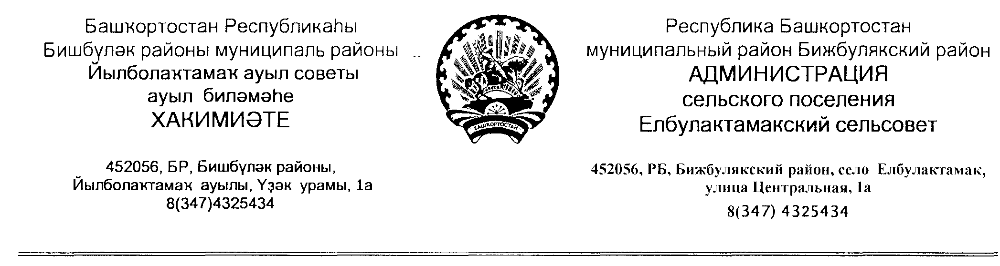 Башҡортостан Республикаһы
Бишбүләк районы муниципаль районы
Йылболаҡтамаҡ ауыл советы
ауыл биләмәһе
ХАКИМИӘТЕ
452056, БР, Бишбүләк районы,
Йылболаҡтамаҡ ауылы, Үҙәк урамы, 1а
8(347)4325434
БАШҠОРТОСТАН
Республика Башкортостан
муниципальный район Бижбулякский район
АДМИНИСТРАЦИЯ
сельского поселения
Елбулактамакский сельсовет
452056, РБ, Бижбулякский район, село Елбулактамак,
улица Центральная, 1а
8(347) 4325434